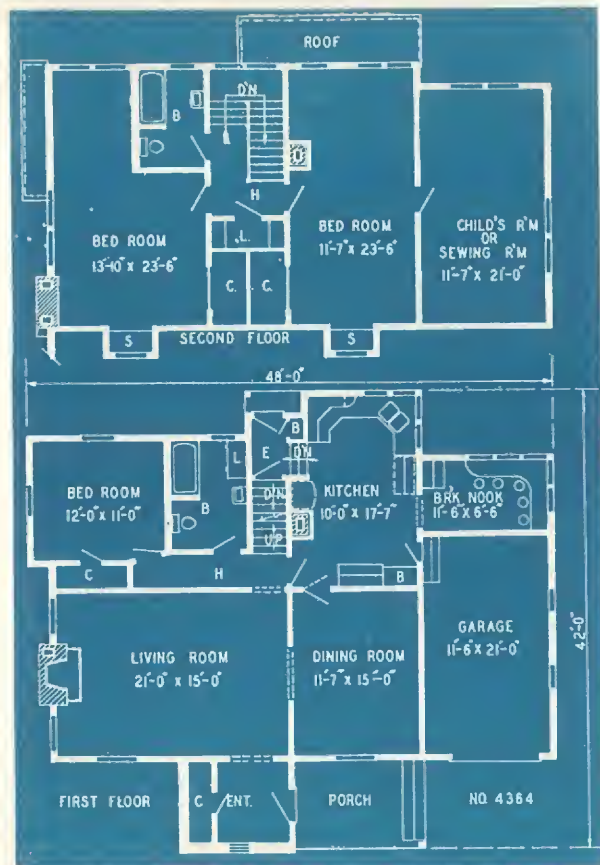 ROOF
D'N
B
H
BED ROOM
13'-10" X 23'-6"
L.
BED ROOM
11'-7" X 23'-6"
CHILD'S R'M
OR
SEWING R'M
11'-7" X 21'-0"
C.
C.
S
SECOND FLOOR
S
48'-0"
B
E
D'N
L
BED ROOM
12'-0" X 11'-0"
B
D'N
KITCHEN
10'-0" X 17'-7"
BRK. NOOK
11'-6" X 6'-6"
UP
C
H
B
GARAGE
11'-6" X 21'-0"
42'-0"
LIVING ROOM
21'-0" X 15'-0"
DINING ROOM
11'-7" X 15'-0"
FIRST FLOOR
C
ENT.
PORCH
NO. 4364